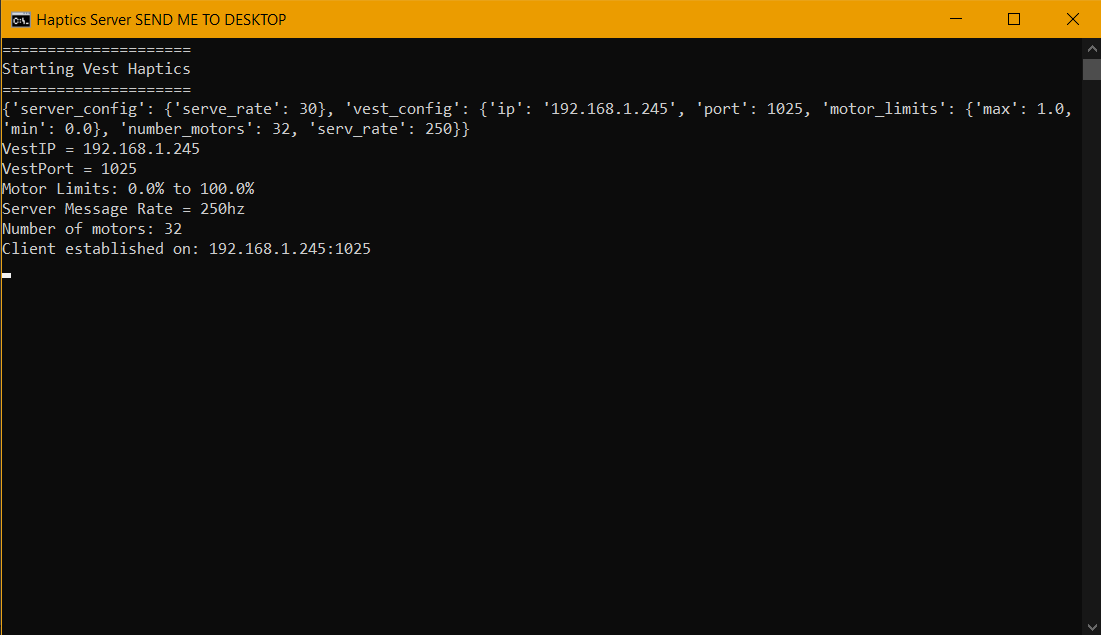 Haptics Server SEND ME TO DESKTOP
=====================
Starting Vest Haptics
=====================
{'server_config': {'serve_rate': 30}, 'vest_config': {'ip': '192.168.1.245', 'port': 1025, 'motor_limits': {'max': 1.0,
'min': 0.0}, 'number_motors': 32, 'serv_rate': 250}}
VestIP = 192.168.1.245
VestPort = 1025
Motor Limits: 0.0% to 100.0%
Server Message Rate = 250hz
Number of motors: 32
Client established on: 192.168.1.245:1025